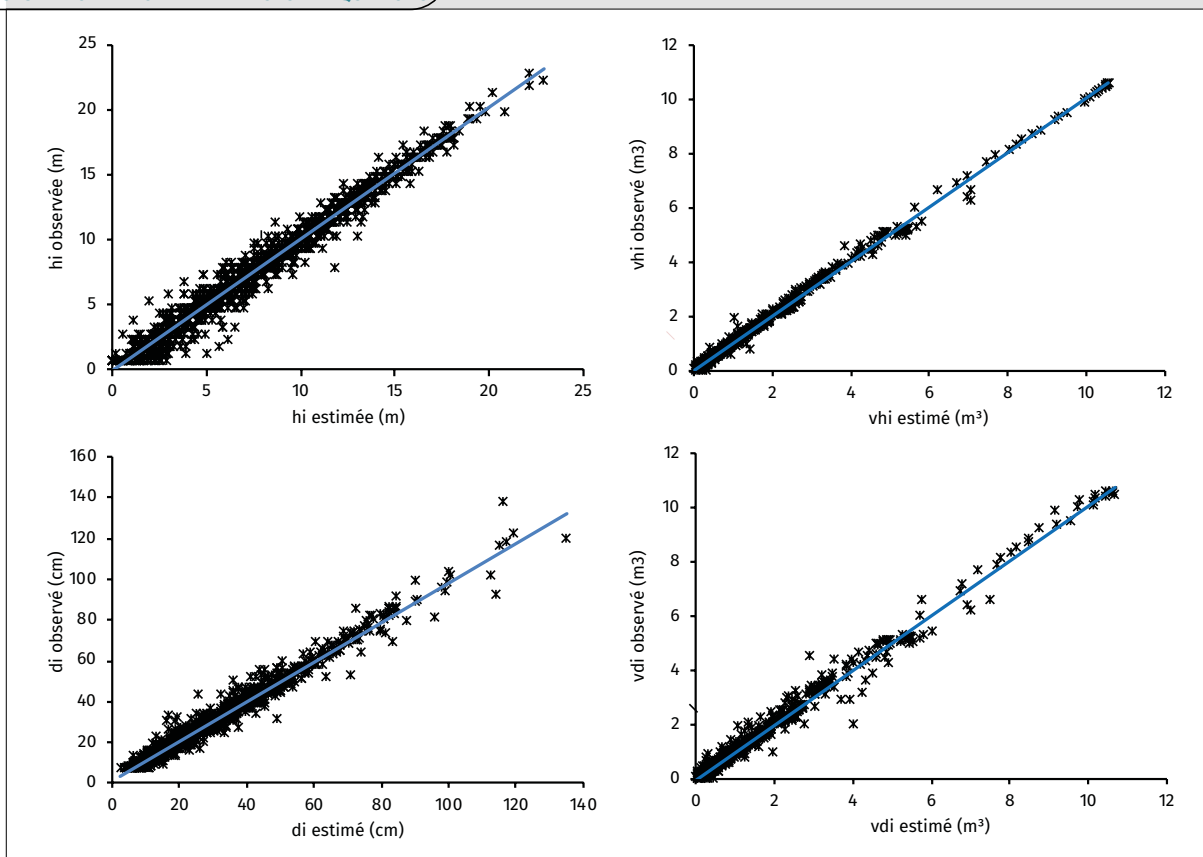 25
20
15
10
5
0
0 5 10 15 20 25
hi observée (m)
hi estimée (m)
12
10
8
6
4
2
0
0 2 4 6 8 10 12
vhi observé (m3)
vhi estimé (m³)
160
140
120
100
80
60
40
20
0
0 20 40 60 80 100 120 140
di observé (cm)
di estimé (cm)
12
10
8
6
4
2
0
0 2 4 6 8 10 12
vdi observé (m3)
vdi estimé (m³)